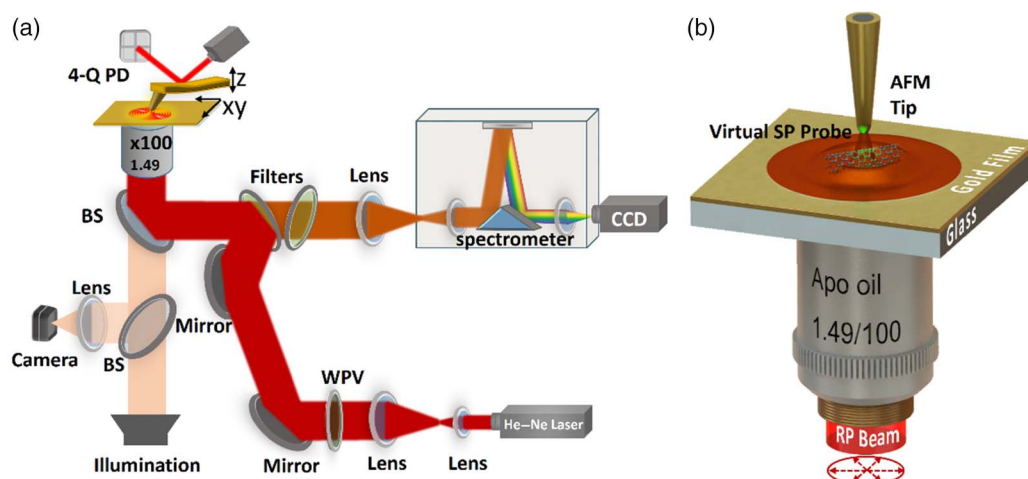 (a)
4-Q PD
z
xy
x100
1.49
BS
Filters
Lens
spectrometer
CCD
Lens
Camera
BS
Mirror
WPV
He–Ne Laser
Illumination
Mirror
Lens
Lens
(b)
AFM
Tip
Virtual SP Probe
Gold Film
Glass
Apo oil
1.49/100
RP Beam